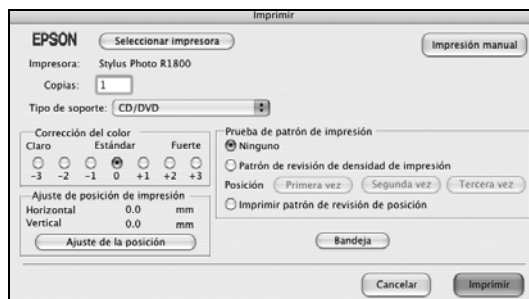 Imprimir
EPSON
Seleccionar impresora
Impresión manual
Impresora: Stylus Photo R1800
Copias: 1
Tipo de soporte: CD/DVD
Corrección del color
Claro Estándar Fuerte
-3 -2 -1 0 +1 +2 +3
Ajuste de posición de impresión
Horizontal 0.0 mm
Vertical 0.0 mm
Ajuste de la posición
Prueba de patrón de impresión
Ninguno
Patrón de revisión de densidad de impresión
Posición Primera vez Segunda vez Tercera vez
Imprimir patrón de revisión de posición
Bandeja
Cancelar Imprimir